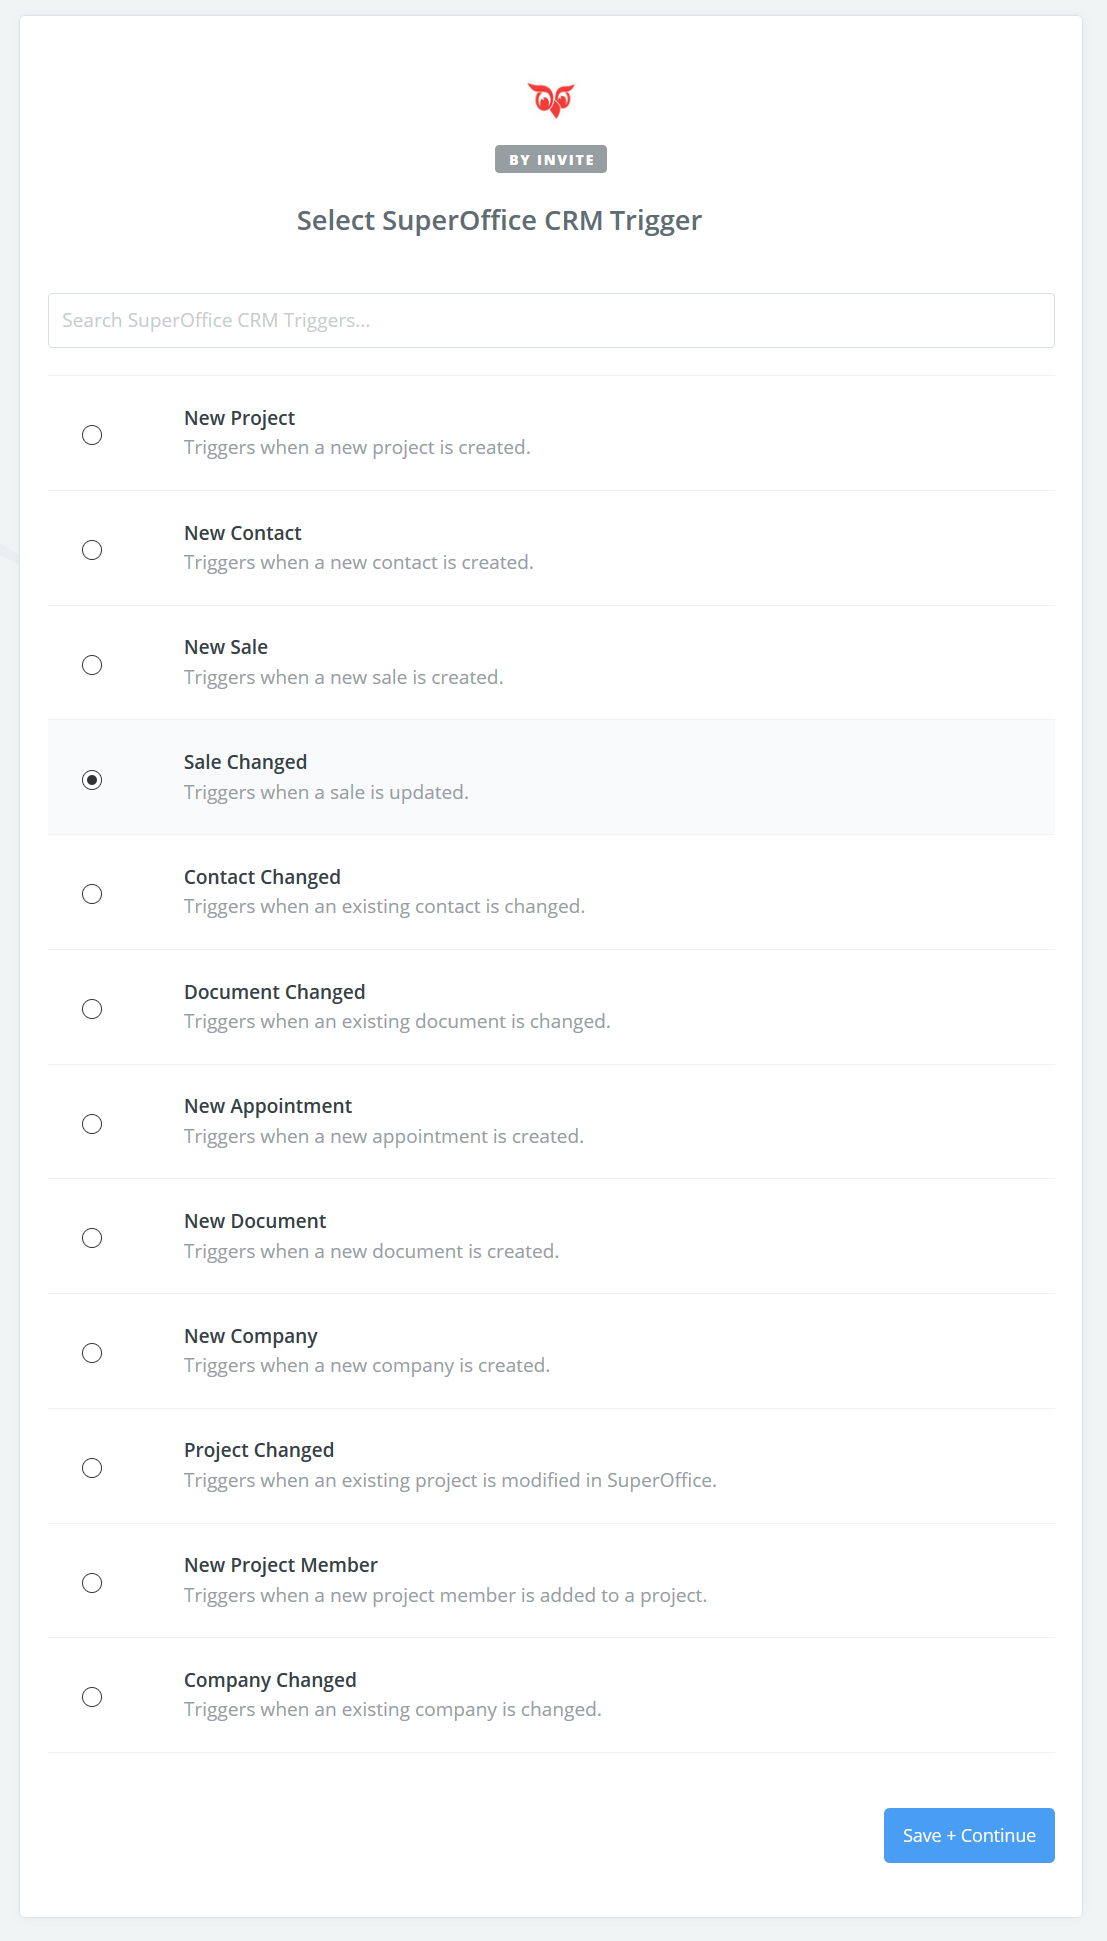 BY INVITE
Select SuperOffice CRM Trigger
Search SuperOffice CRM Triggers...
New Project
Triggers when a new project is created.
New Contact
Triggers when a new contact is created.
New Sale
Triggers when a new sale is created.
Sale Changed
Triggers when a sale is updated.
Contact Changed
Triggers when an existing contact is changed.
Document Changed
Triggers when an existing document is changed.
New Appointment
Triggers when a new appointment is created.
New Document
Triggers when a new document is created.
New Company
Triggers when a new company is created.
Project Changed
Triggers when an existing project is modified in SuperOffice.
New Project Member
Triggers when a new project member is added to a project.
Company Changed
Triggers when an existing company is changed.
Save + Continue